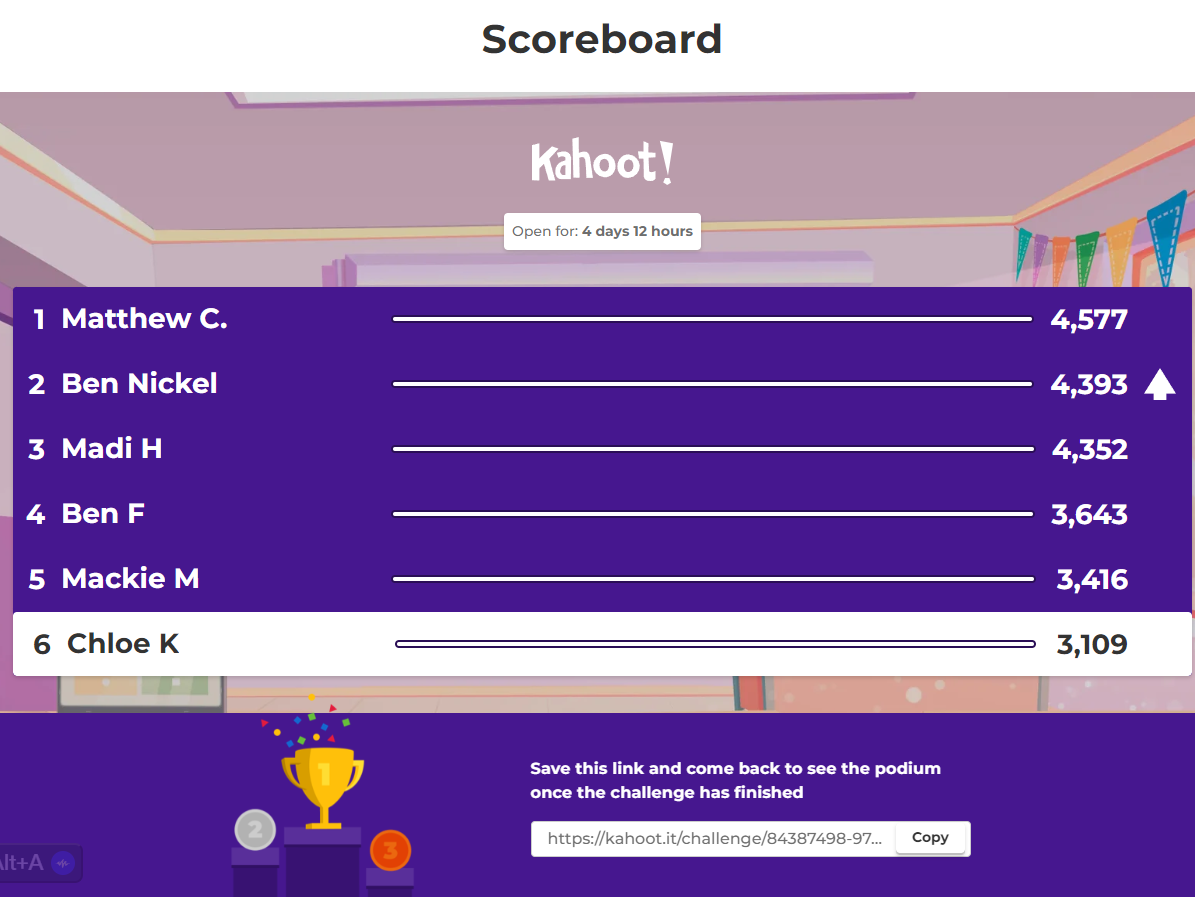 Scoreboard
Kahoot!
Open for: 4 days 12 hours
1 Matthew C. 4,577
2 Ben Nickel 4,393
3 Madi H 4,352
4 Ben F 3,643
5 Mackie M 3,416
6 Chloe K 3,109
1
2
3
Save this link and come back to see the podium
once the challenge has finished
https://kahoot.it/challenge/84387498-97... Copy
lt+A